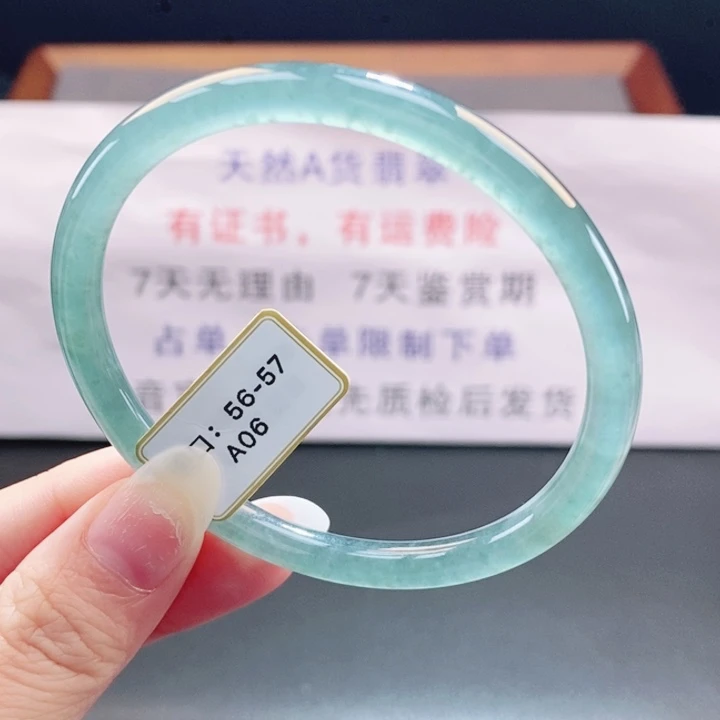 天然A货翡翠
有证书，有运费险
7天无理由 7天鉴赏期
占单 单限制下单
先质检后发货
口：56-57
A06